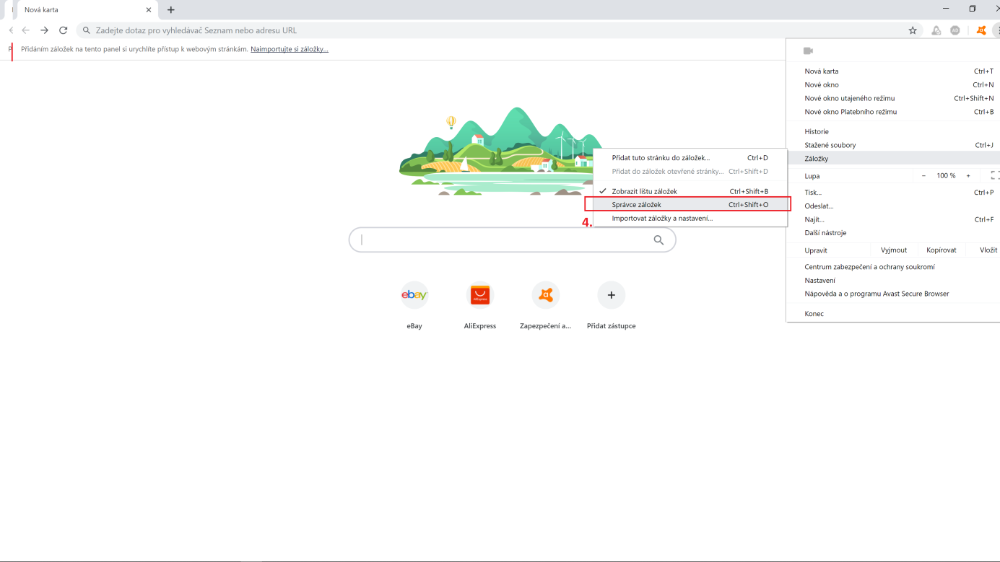 Nová karta
Zadejte dotaz pro vyhledávač Seznam nebo adresu URL
AD
Přidáním záložek na tento panel si urychlíte přístup k webovým stránkám. Naimportujte si záložky...
Nová karta Ctrl+T
Nové okno Ctrl+N
Nové okno utajeného režimu Ctrl+Shift+N
Nové okno Platebního režimu Ctrl+B
Historie
Stažené soubory Ctrl+J
Záložky
Lupa - 100 % +
Tisk... Ctrl+P
Odeslat...
Najít... Ctrl+F
Další nástroje
Upravit Vyjmout Kopírovat Vložit
Centrum zabezpečení a ochrany soukromí
Nastavení
Nápověda a o programu Avast Secure Browser
Konec
Přidat tuto stránku do záložek... Ctrl+D
Přidat do záložek otevřené stránky... Ctrl+Shift+D
Zobrazit lištu záložek Ctrl+Shift+B
Správce záložek Ctrl+Shift+O
4.
Importovat záložky a nastavení...
ebay
AliExpress
eBay
AliExpress
Zapezpečení a...
Přidat zástupce